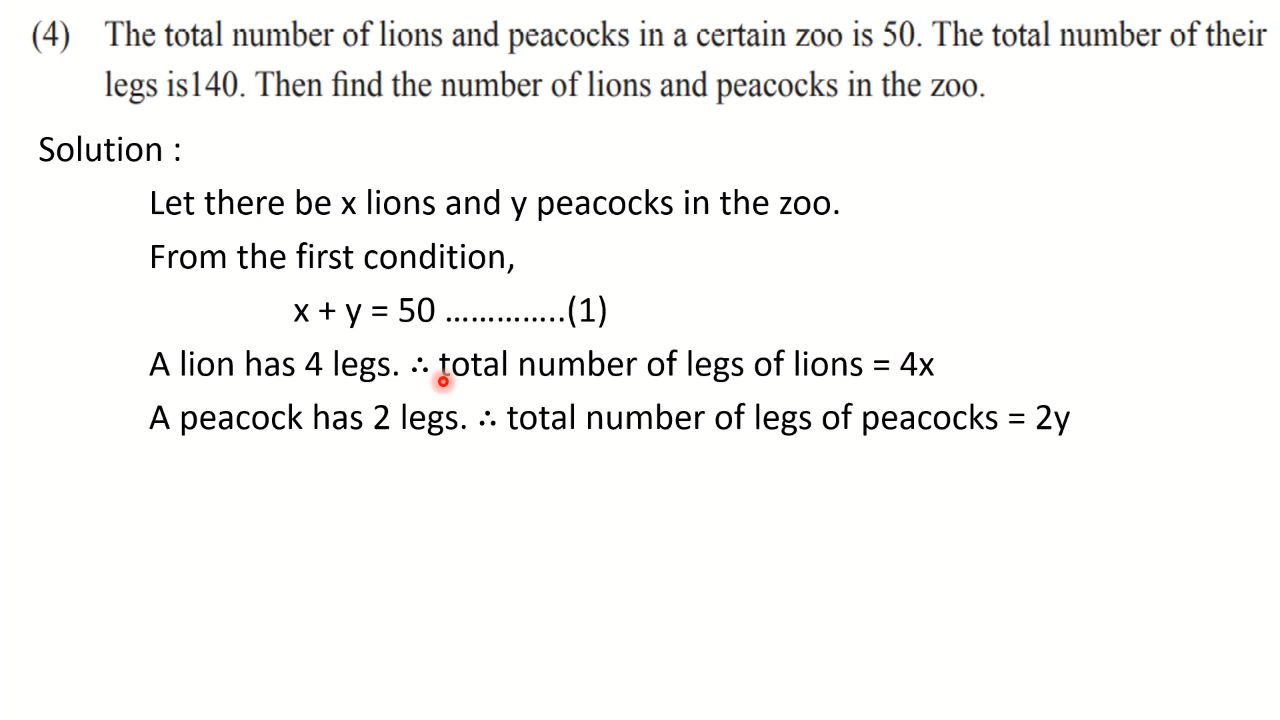 (4) The total number of lions and peacocks in a certain zoo is 50. The total number of their
legs is140. Then find the number of lions and peacocks in the zoo.
Solution :
Let there be x lions and y peacocks in the zoo.
From the first condition,
x + y = 50 …………..(1)
A lion has 4 legs. ∴ total number of legs of lions = 4x
A peacock has 2 legs. ∴ total number of legs of peacocks = 2y